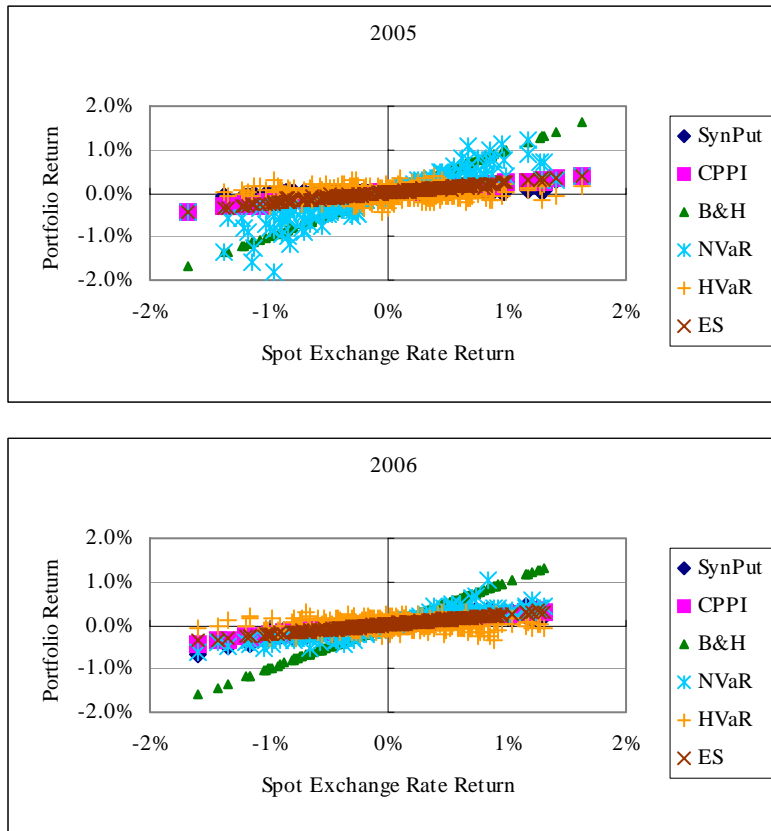 2005
2.0%
1.0%
0.0%
-1.0%
-2.0%
-2%
-1%
0%
1%
2%
Portfolio Return
Spot Exchange Rate Return
SynPut
CPPI
B&H
NVaR
HVaR
ES
2006
2.0%
1.0%
0.0%
-1.0%
-2.0%
-2%
-1%
0%
1%
2%
Portfolio Return
Spot Exchange Rate Return
SynPut
CPPI
B&H
NVaR
HVaR
ES